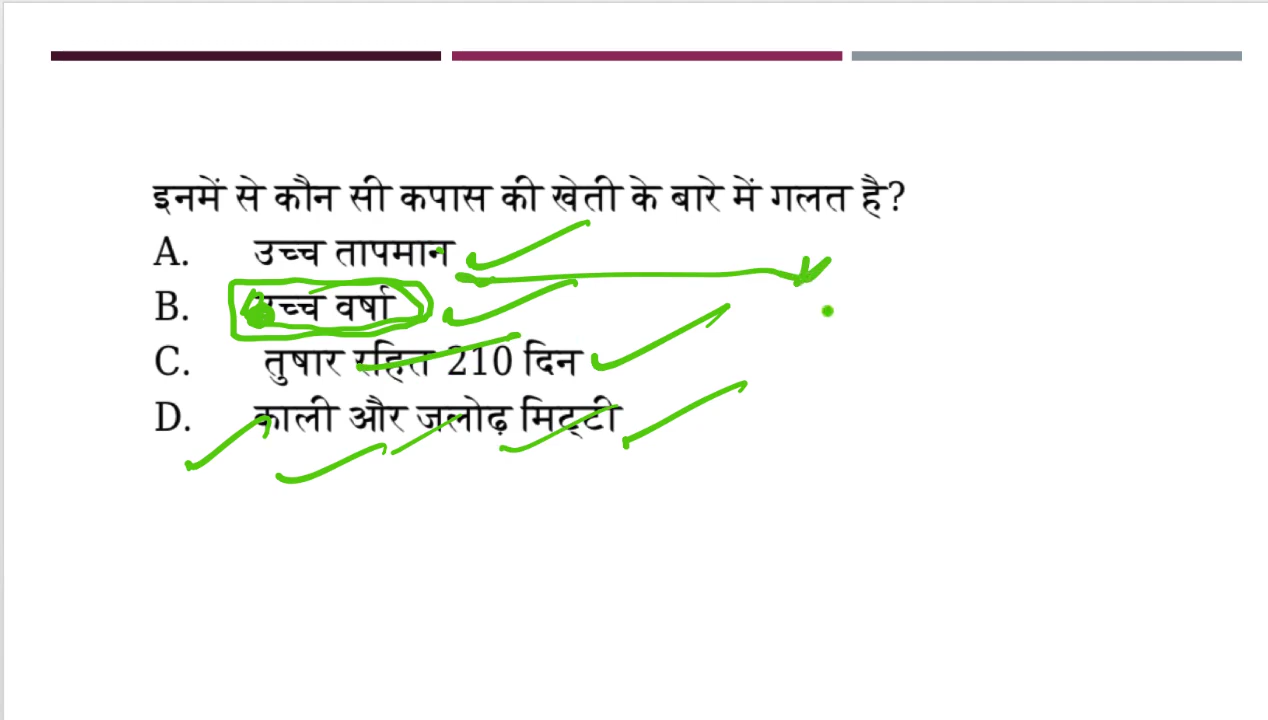 इनमें से कौन सी कपास की खेती के बारे में गलत है?
A. उच्च तापमान
B. उच्च वर्षा
C. तुषार रहित 210 दिन
D. काली और जलोढ़ मिट्टी